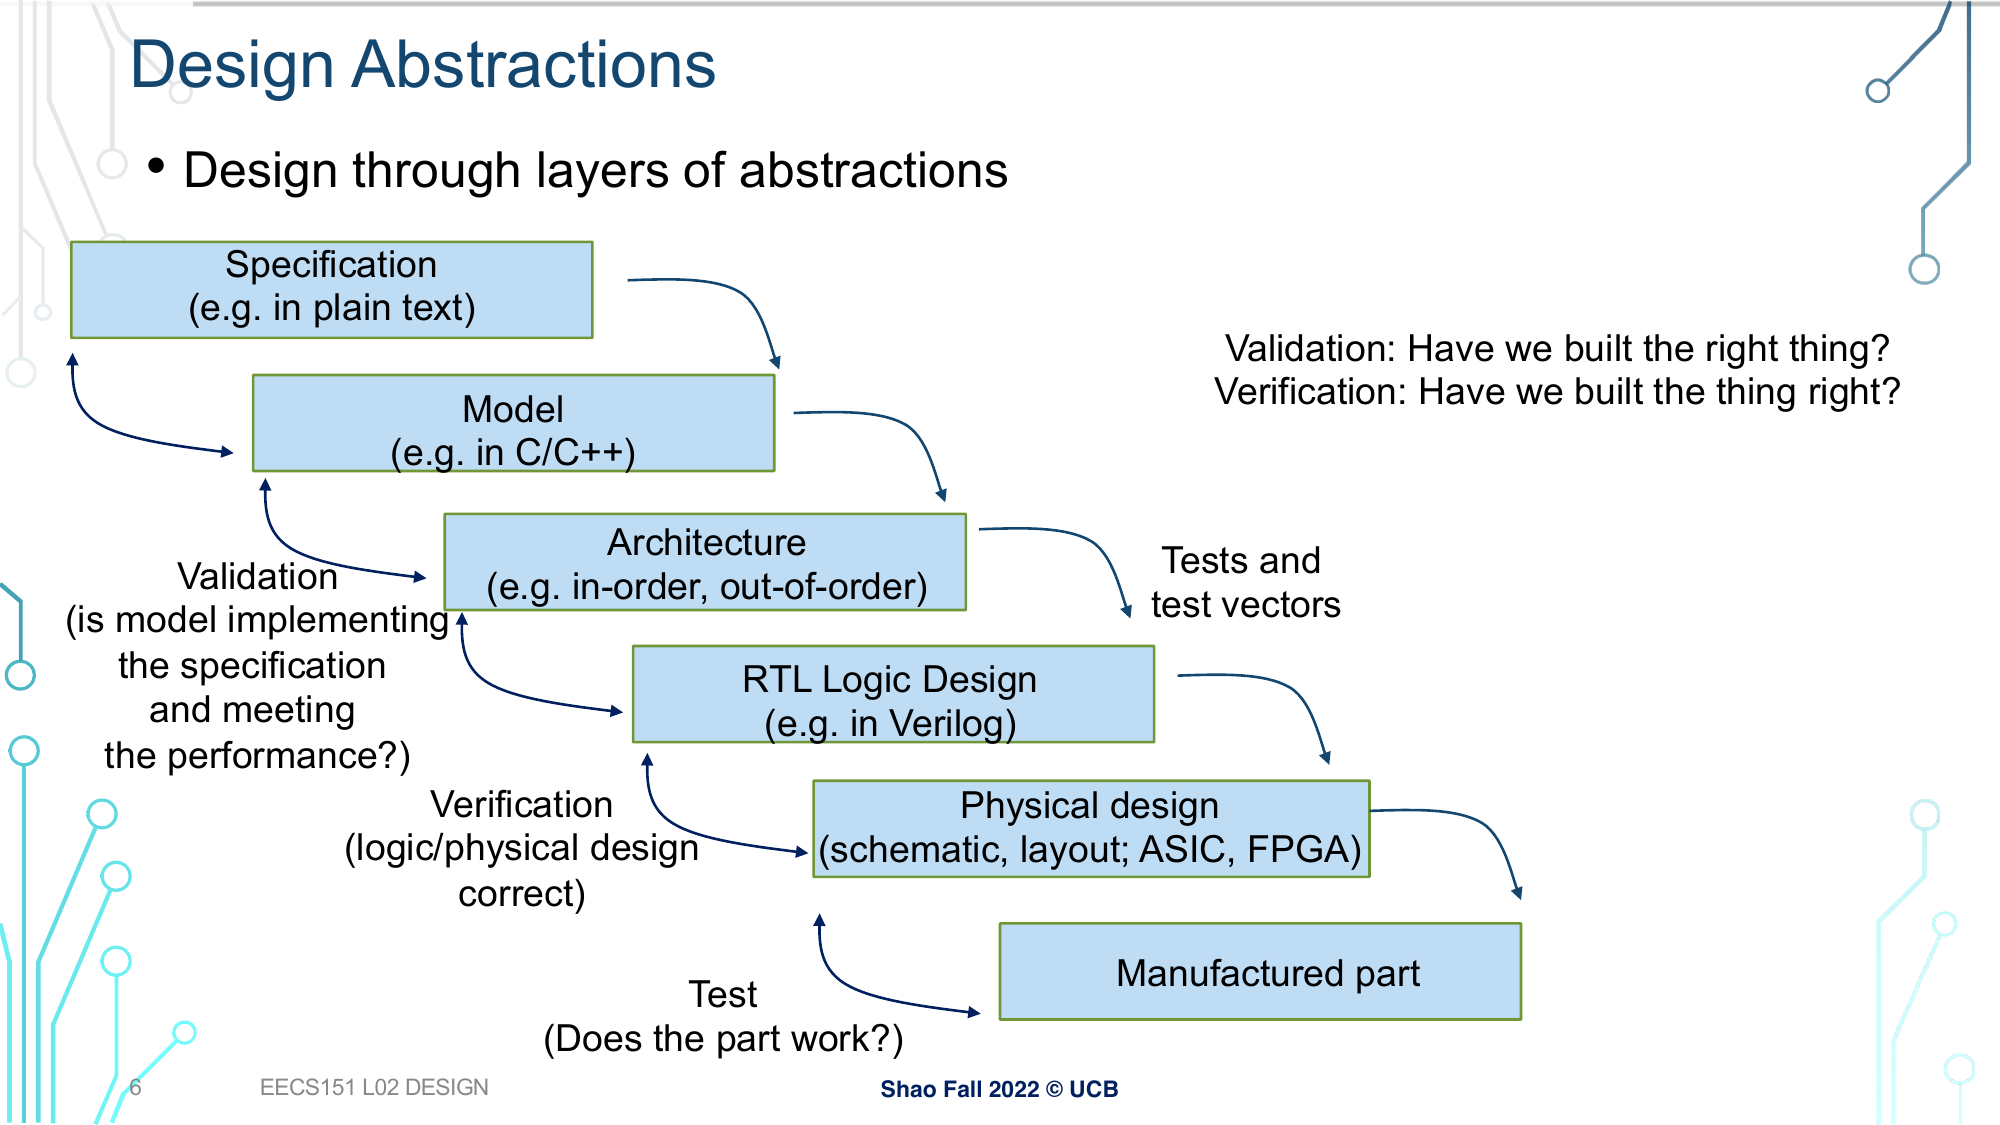 Design Abstractions
• Design through layers of abstractions
Specification
(e.g. in plain text)
Validation: Have we built the right thing?
Verification: Have we built the thing right?
Model
(e.g. in C/C++)
Architecture
(e.g. in-order, out-of-order)
Tests and
test vectors
Validation
(is model implementing
the specification
and meeting
the performance?)
RTL Logic Design
(e.g. in Verilog)
Physical design
(schematic, layout; ASIC, FPGA)
Verification
(logic/physical design
correct)
Manufactured part
Test
(Does the part work?)
6
EECS151 L02 DESIGN
Shao Fall 2022 © UCB